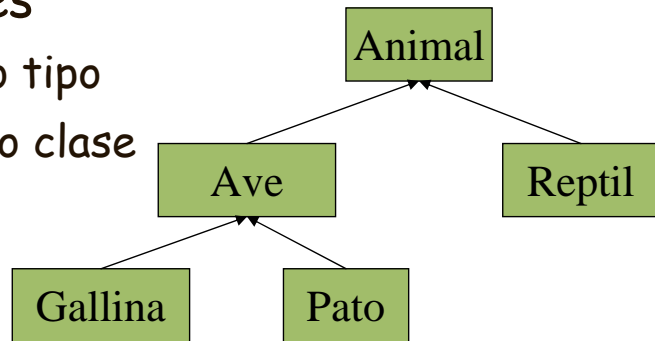 es
Animal
o tipo
o clase
Ave
Reptil
Gallina
Pato